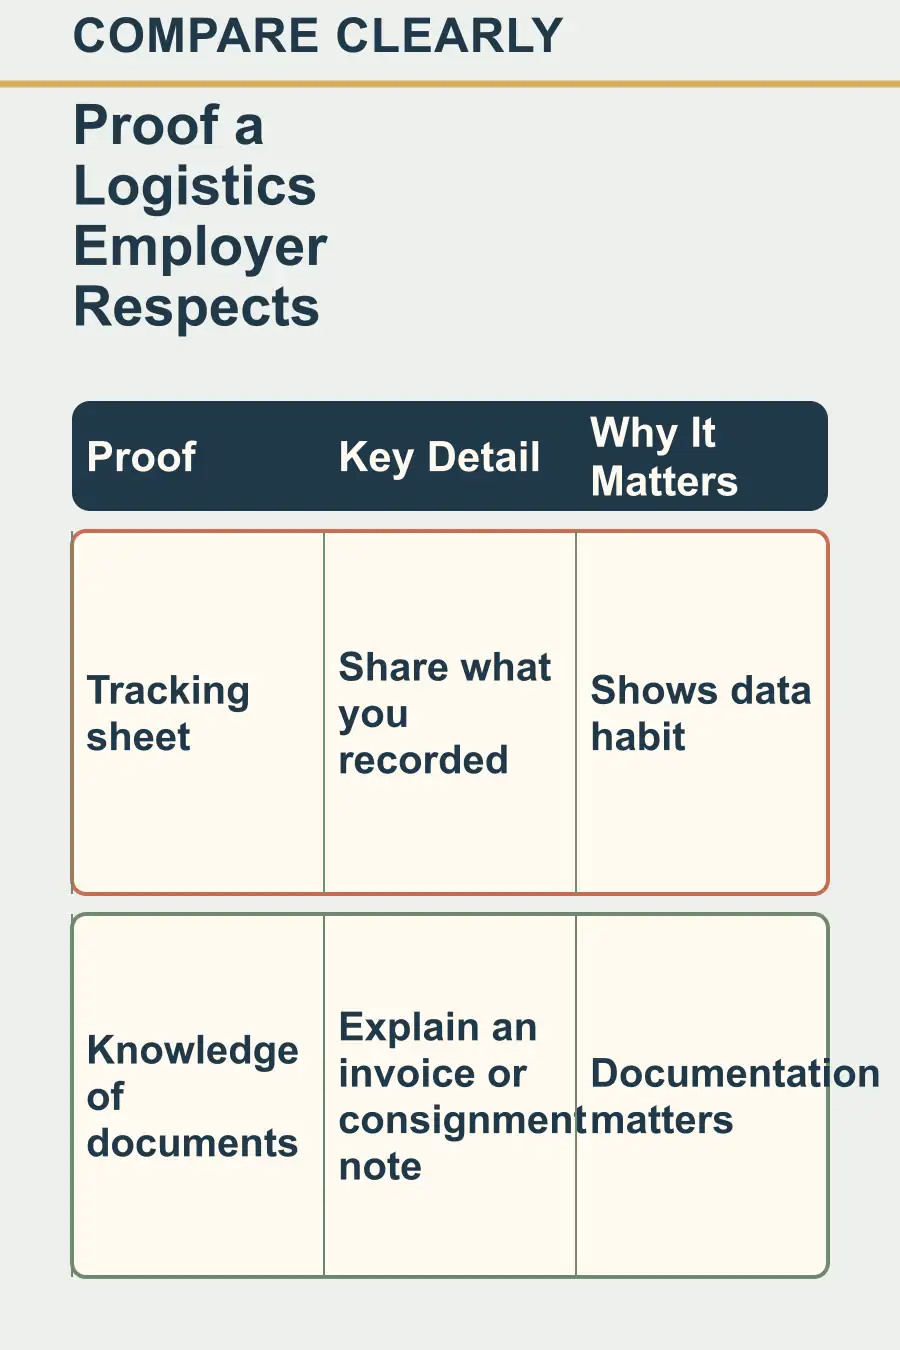 COMPARE CLEARLY
Proof a
Logistics
Employer
Respects
Proof
Key Detail
Why It
Matters
Tracking
sheet
Share what
you
recorded
Shows data
habit
Knowledge
of
documents
Explain an
invoice or
consignment
note
Documentation
matters